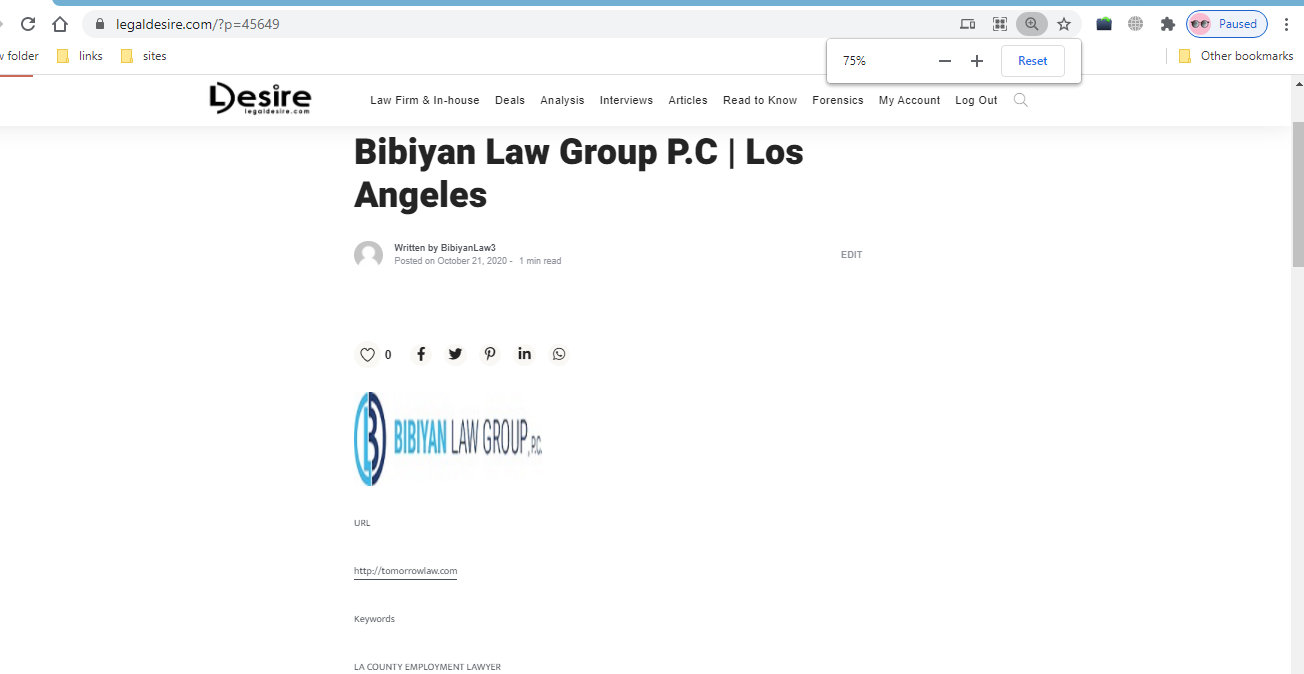 legaldesire.com/?p=45649
Paused
folder
links
sites
Other bookmarks
75%
Reset
Desire
legaldesire.com
Law Firm & In-house
Deals
Analysis
Interviews
Articles
Read to Know
Forensics
My Account
Log Out
Bibiyan Law Group P.C | Los
Angeles
Written by BibiyanLaw3
Posted on October 21, 2020 - 1 min read
EDIT
0
BIBIYAN LAW GROUP, P.C.
URL
http://tomorrowlaw.com
Keywords
LA COUNTY EMPLOYMENT LAWYER